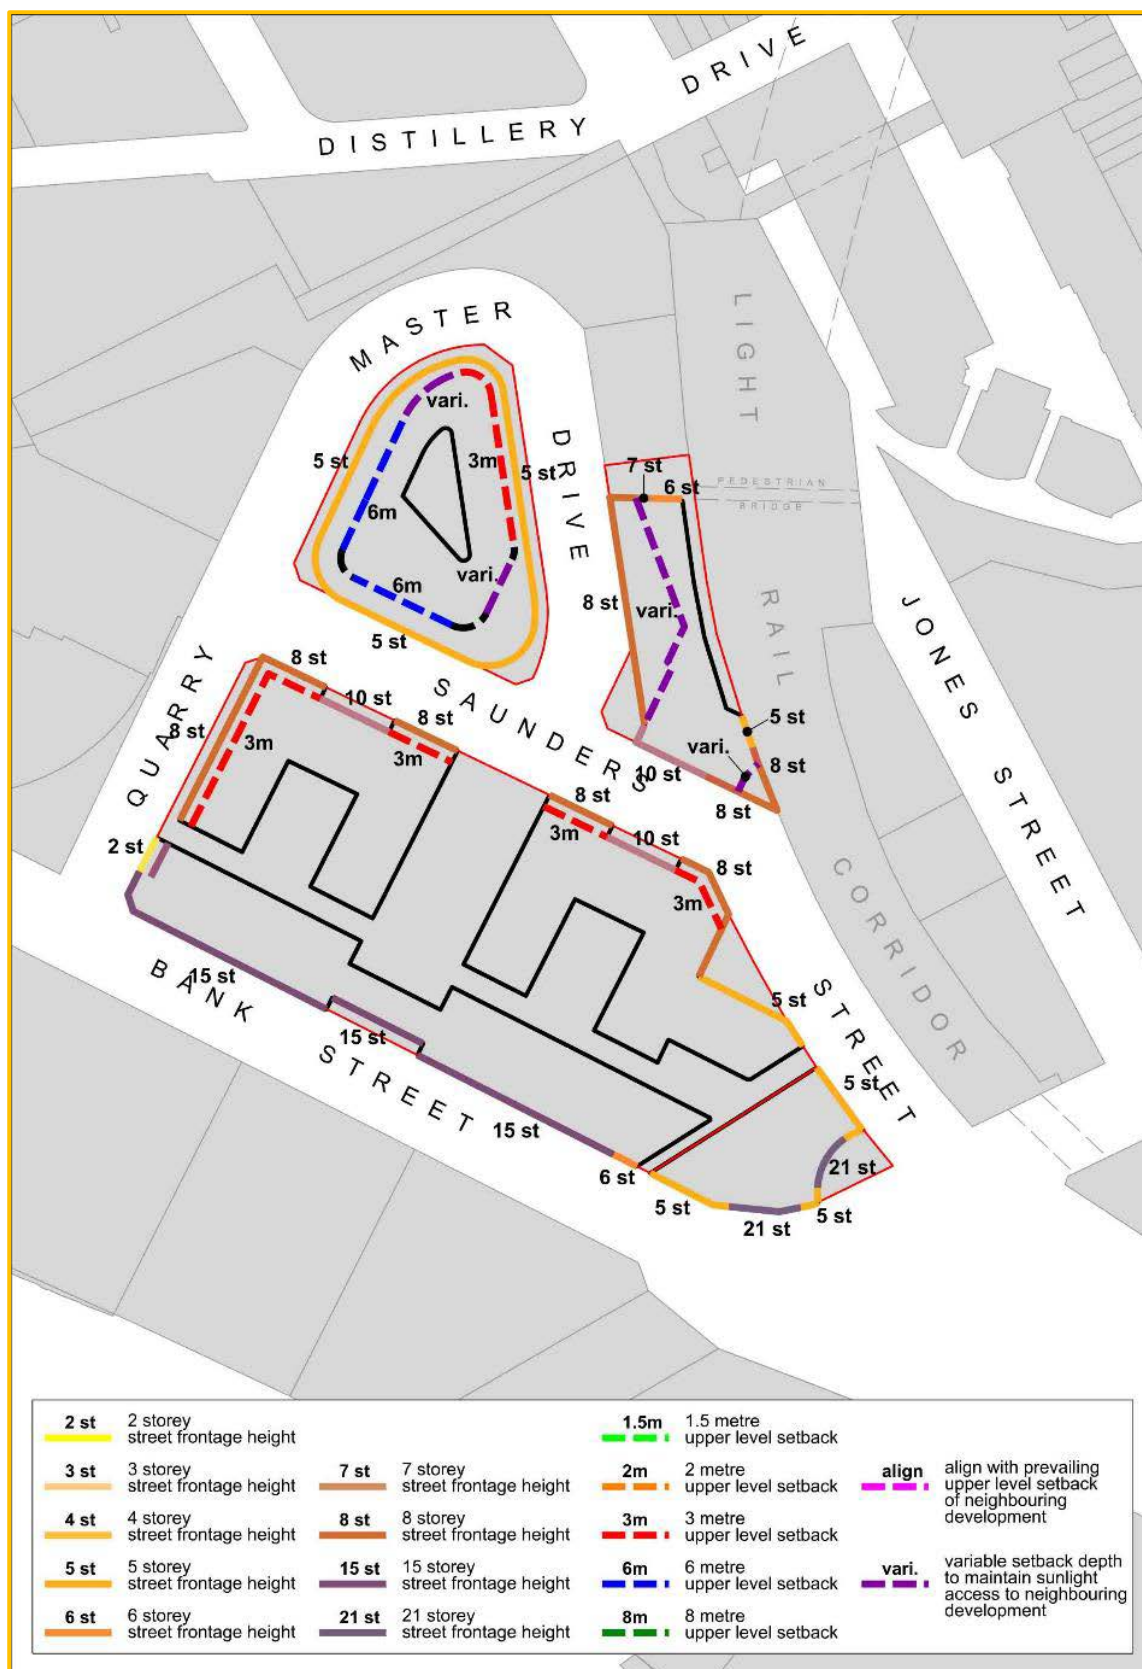 DRIVE
DISTILLERY
MASTER
LIGHT
vari.
5 st
3m
5 st
DRIVE
7 st
6 st
PEDESTRIAN
BRIDGE
6m
vari.
6m
8 st
vari.
RAIL
JONES STREET
5 st
QUARRY
8 st
SAUNDERS STREET
10 st
8 st
5 st
8 st
3m
3m
vari.
8 st
10 st
8 st
8 st
3m
10 st
8 st
2 st
3m
CORRIDOR
15 st
BANK STREET
5 st
15 st
5 st
15 st
21 st
6 st
5 st
5 st
21 st
2 st
2 storey
street frontage height
3 st
3 storey
street frontage height
4 st
4 storey
street frontage height
5 st
5 storey
street frontage height
6 st
6 storey
street frontage height
7 st
7 storey
street frontage height
8 st
8 storey
street frontage height
15 st
15 storey
street frontage height
21 st
21 storey
street frontage height
1.5m
1.5 metre
upper level setback
2m
2 metre
upper level setback
3m
3 metre
upper level setback
6m
6 metre
upper level setback
8m
8 metre
upper level setback
align
align with prevailing
upper level setback
of neighbouring
development
vari.
variable setback depth
to maintain sunlight
access to neighbouring
development